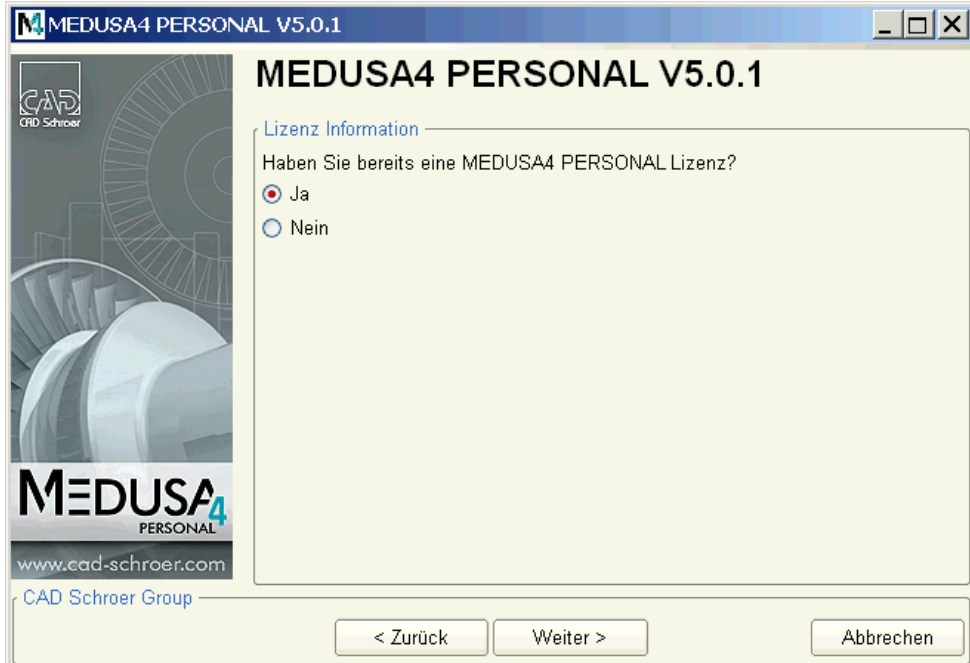 MEDUSA4 PERSONAL V5.0.1
CAD
CAD Schroer
MEDUSA4 PERSONAL V5.0.1
Lizenz Information
Haben Sie bereits eine MEDUSA4 PERSONAL Lizenz?
Ja
Nein
MEDUSA4
PERSONAL
www.cad-schroer.com
CAD Schroer Group
< Zurück
Weiter >
Abbrechen